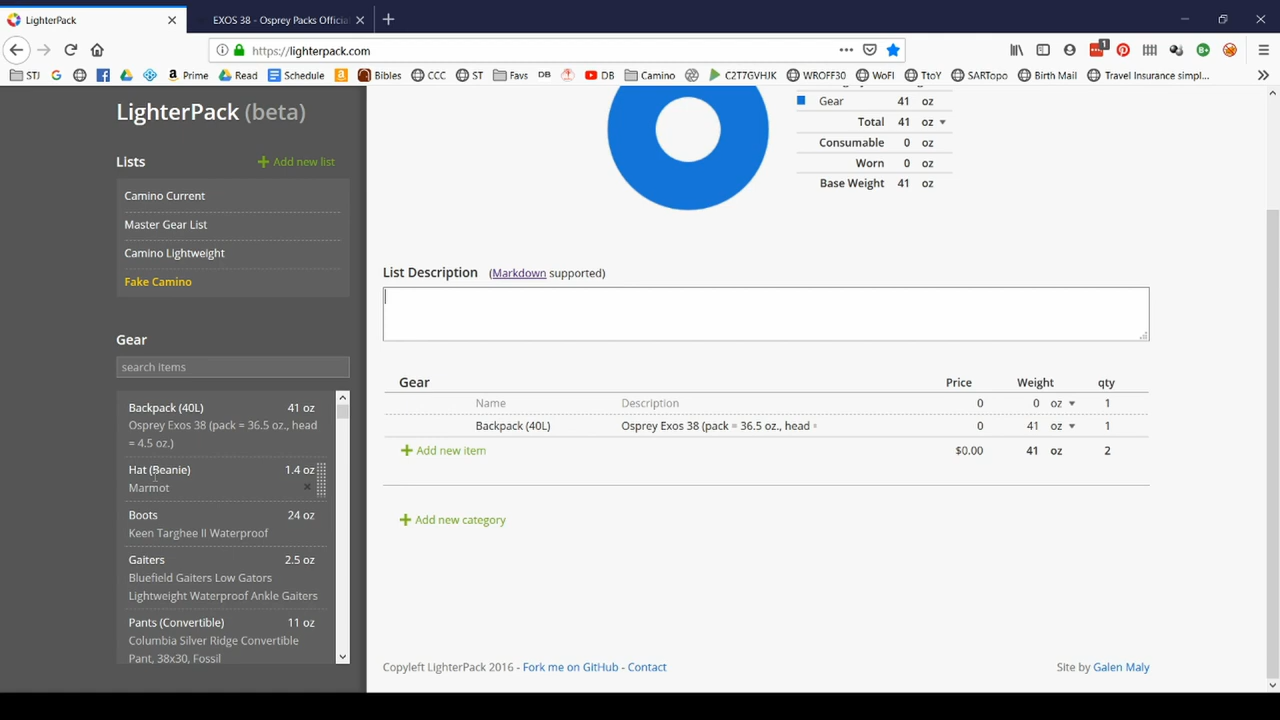 LighterPack
EXOS 38 - Osprey Packs Official
https://lighterpack.com
1
STJ
Prime
Read
Schedule
Bibles
CCC
ST
Favs
DB
DB
Camino
C2T7GVHJK
WROFF30
WoFI
TtoY
SARTopo
Birth Mail
Travel Insurance simpl...
LighterPack (beta)
Lists
Add new list
Camino Current
Master Gear List
Camino Lightweight
Fake Camino
Gear
search items
Backpack (40L) 41 oz
Osprey Exos 38 (pack = 36.5 oz., head
= 4.5 oz.)
Hat (Beanie) 1.4 oz
Marmot
Boots 24 oz
Keen Targhee II Waterproof
Gaiters 2.5 oz
Bluefield Gaiters Low Gators
Lightweight Waterproof Ankle Gaiters
Pants (Convertible) 11 oz
Columbia Silver Ridge Convertible
Pant, 38x30, Fossil
Gear 41 oz
Total 41 oz
Consumable 0 oz
Worn 0 oz
Base Weight 41 oz
List Description (Markdown supported)
Gear Price Weight qty
Name Description 0 0 oz 1
Backpack (40L) Osprey Exos 38 (pack = 36.5 oz., head = 0 41 oz 1
Add new item $0.00 41 oz 2
Add new category
Copyleft LighterPack 2016 - Fork me on GitHub - Contact
Site by Galen Maly